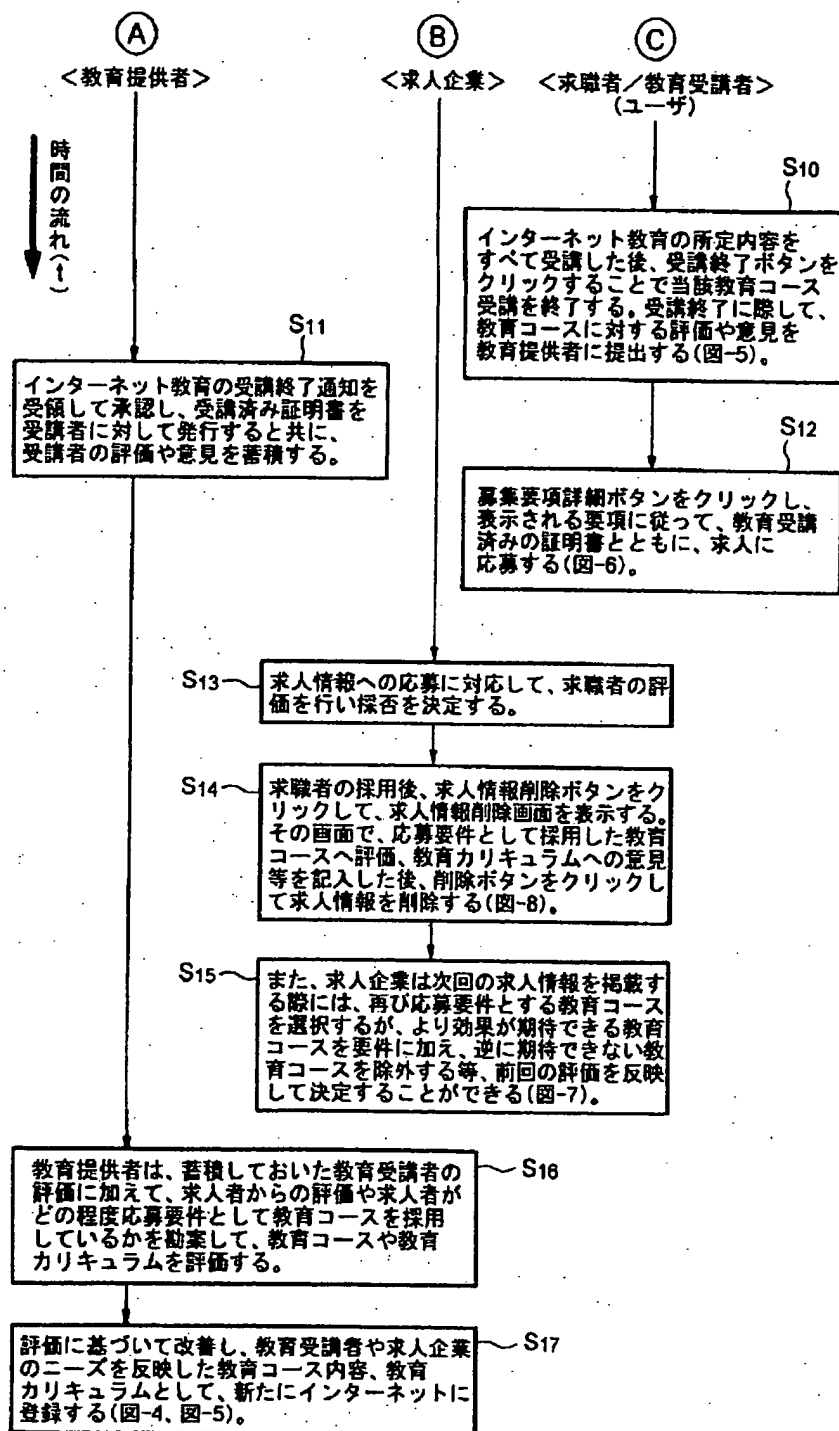 A
B
C
<教育提供者>
<求人企業>
<求職者/教育受講者>
(ユーザ)
時間の流れ(t)
S10
インターネット教育の所定内容を
すべて受講した後、受講終了ボタンを
クリックすることで当該教育コース
受講を終了する。受講終了に際して、
教育コースに対する評価や意見を
教育提供者に提出する(図-5)。
S11
インターネット教育の受講終了通知を
受領して承認し、受講済み証明書を
受講者に対して発行すると共に、
受講者の評価や意見を蓄積する。
S12
募集要項詳細ボタンをクリックし、
表示される要項に従って、教育受講
済みの証明書とともに、求人に
応募する(図-6)。
S13
求人情報への応募に対応して、求職者の評
価を行い採否を決定する。
S14
求職者の採用後、求人情報削除ボタンをク
リックして、求人情報削除画面を表示する。
その画面で、応募要件として採用した教育
コースへ評価、教育カリキュラムへの意見
等を記入した後、削除ボタンをクリックし
て求人情報を削除する(図-8)。
S15
また、求人企業は次回の求人情報を掲載す
る際には、再び応募要件とする教育コース
を選択するが、より効果が期待できる教育
コースを要件に加え、逆に期待できない教
育コースを除外する等、前回の評価を反映
して決定することができる(図-7)。
S16
教育提供者は、蓄積しておいた教育受講者の
評価に加えて、求人者からの評価や求人者が
どの程度応募要件として教育コースを採用
しているかを勘案して、教育コースや教育
カリキュラムを評価する。
S17
評価に基づいて改善し、教育受講者や求人企業
のニーズを反映した教育コース内容、教育
カリキュラムとして、新たにインターネットに
登録する(図-4、図-5)。